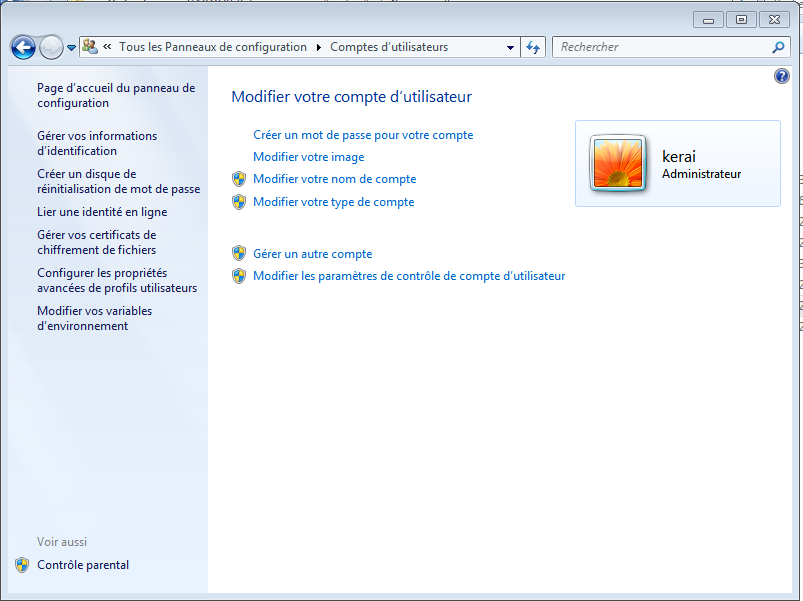 « Tous les Panneaux de configuration ▸ Comptes d'utilisateurs
Rechercher
Page d'accueil du panneau de
configuration
Gérer vos informations
d'identification
Créer un disque de
réinitialisation de mot de passe
Lier une identité en ligne
Gérer vos certificats de
chiffrement de fichiers
Configurer les propriétés
avancées de profils utilisateurs
Modifier vos variables
d'environnement
Voir aussi
Contrôle parental
Modifier votre compte d'utilisateur
Créer un mot de passe pour votre compte
Modifier votre image
Modifier votre nom de compte
Modifier votre type de compte
Gérer un autre compte
Modifier les paramètres de contrôle de compte d'utilisateur
kerai
Administrateur